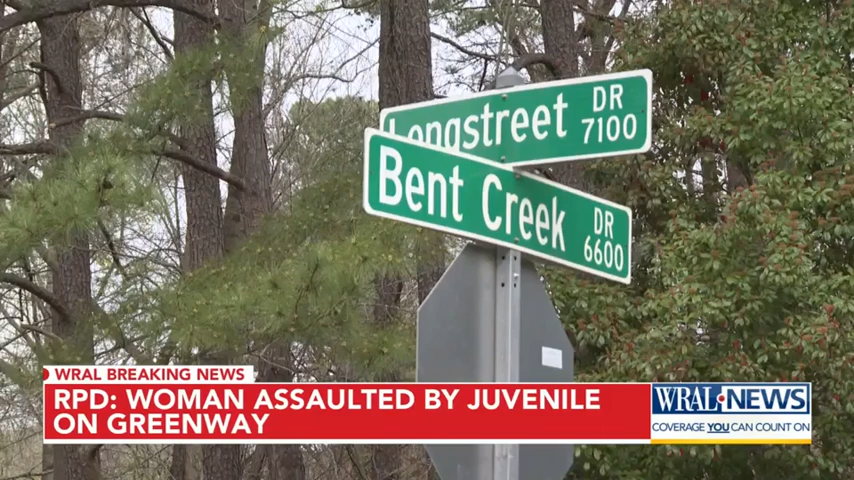 Longstreet DR 7100
Bent Creek DR 6600
WRAL BREAKING NEWS
RPD: WOMAN ASSAULTED BY JUVENILE
ON GREENWAY
WRAL NEWS
COVERAGE YOU CAN COUNT ON